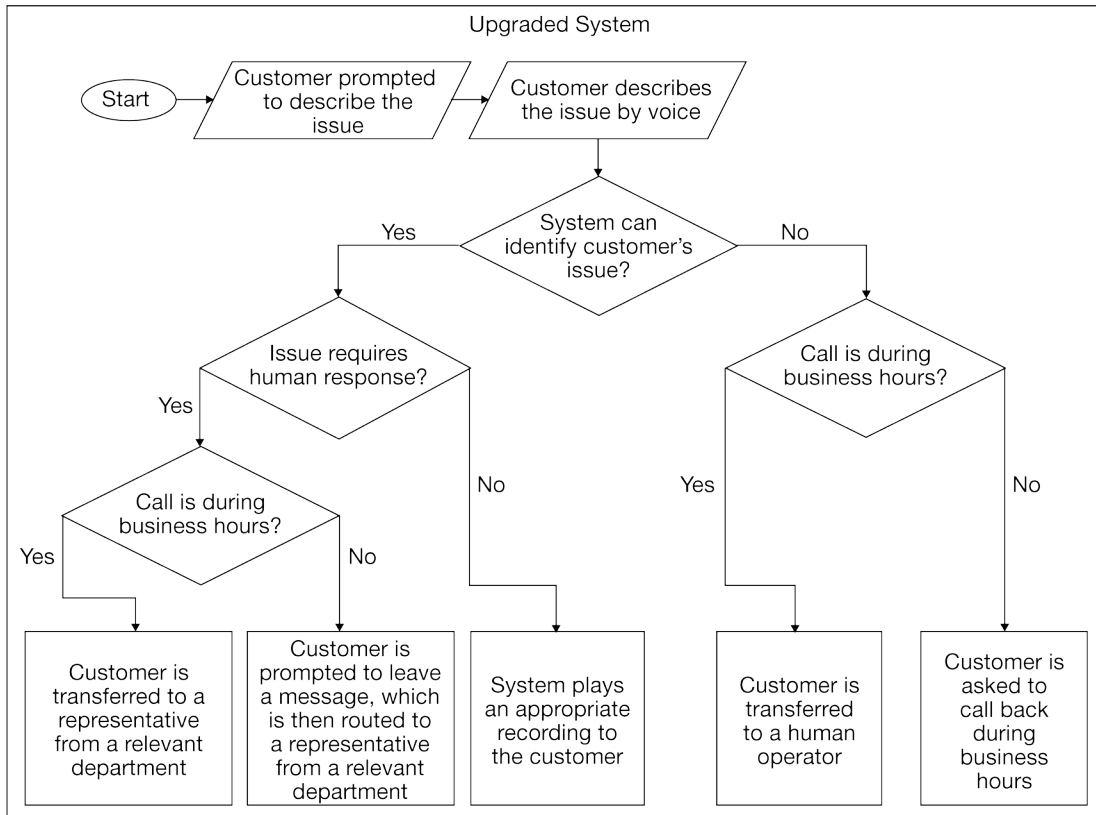 Upgraded System
Start
Customer prompted
to describe the
issue
Customer describes
the issue by voice
System can
identify customer's
issue?
Yes
No
Issue requires
human response?
Call is during
business hours?
Yes
No
Call is during
business hours?
Yes
No
Yes
No
Customer is
transferred to a
representative
from a relevant
department
Customer is
prompted to leave
a message, which
is then routed to
a representative
from a relevant
department
System plays
an appropriate
recording to
the customer
Customer is
transferred
to a human
operator
Customer is
asked to
call back
during
business
hours